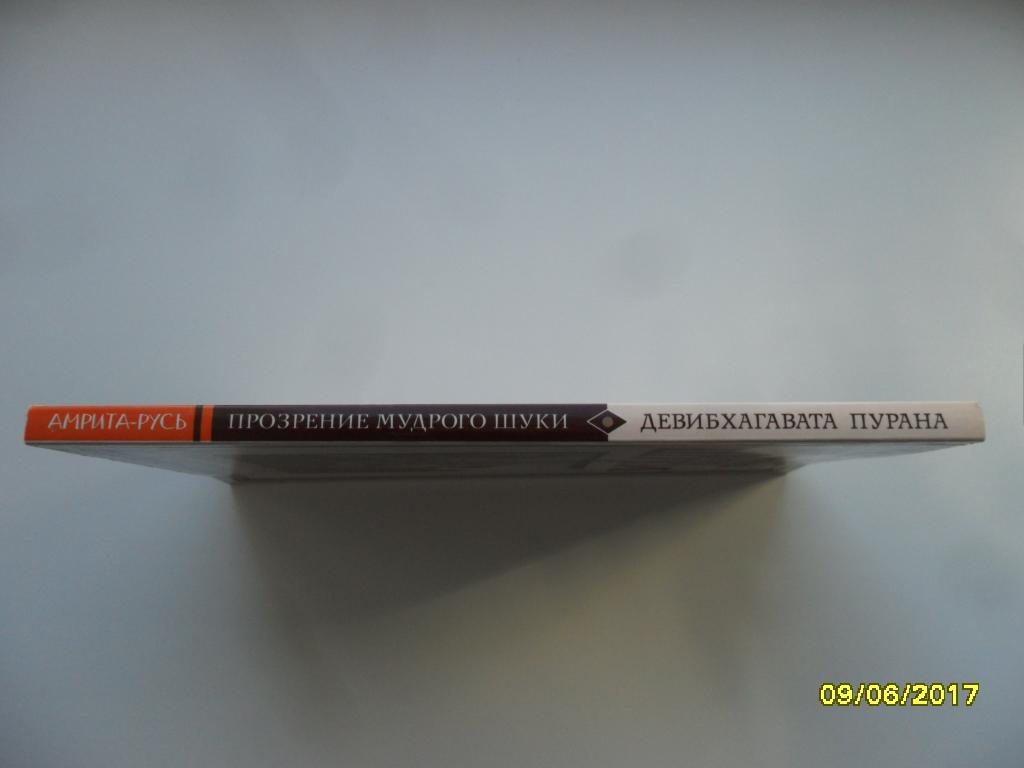 АМРИТА-РУСЬ ПРОЗРЕНИЕ МУДРОГО ШУКИ ДЕВИБХАГАВАТА ПУРАНА
09/06/2017